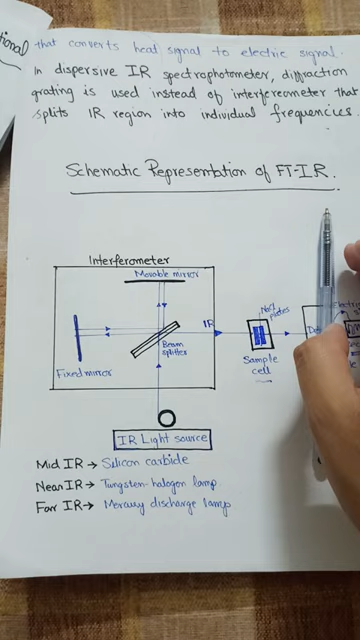 that converts head signal to electric signal.
In dispersive IR spectrophotometer, diffraction
grating is used instead of interferometer that
splits IR region into individual frequencies.
Schematic Representation of FT-IR.
Interferometer
Movable mirror
Fixed mirror
Beam
splitter
IR
NaCl
plates
Sample
cell
IR Light source
Mid IR → Silicon carbide
Near IR → Tungsten-halogen lamp
Far IR → Mercury discharge lamp